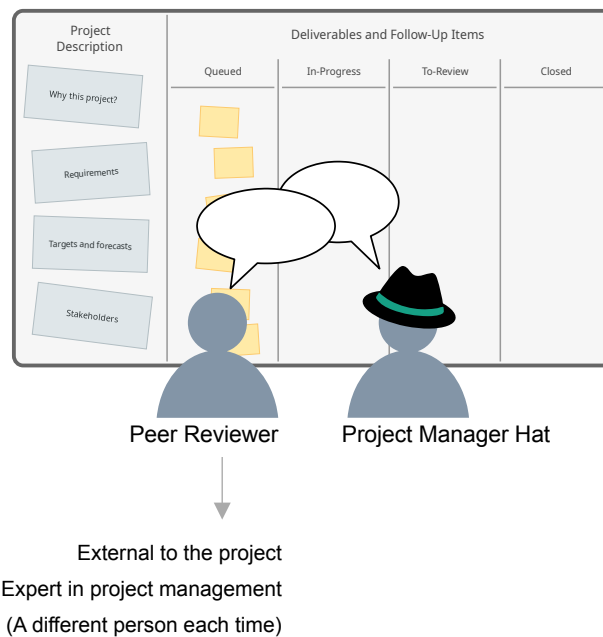 Project
Description
Deliverables and Follow-Up Items
Queued
In-Progress
To-Review
Closed
Why this project?
Requirements
Targets and forecasts
Stakeholders
Peer Reviewer
Project Manager Hat
External to the project
Expert in project management
(A different person each time)